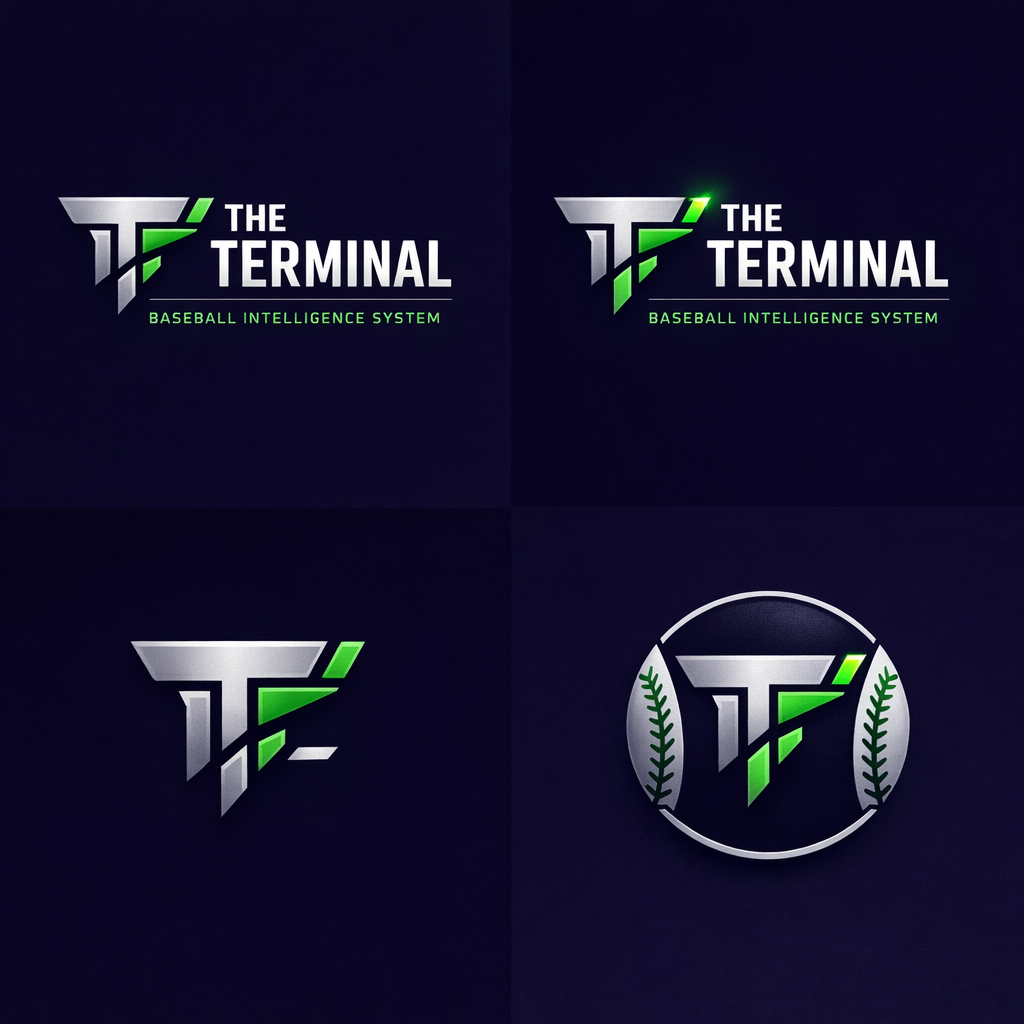 THE
TERMINAL
BASEBALL INTELLIGENCE SYSTEM
THE
TERMINAL
BASEBALL INTELLIGENCE SYSTEM